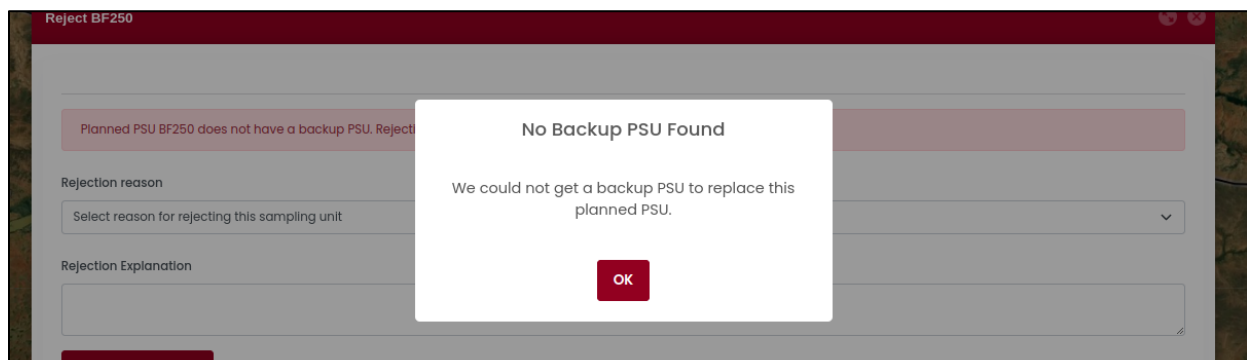 Reject BF250
Planned PSU BF250 does not have a backup PSU. Rejecti
No Backup PSU Found
We could not get a backup PSU to replace this
planned PSU.
OK
Rejection reason
Select reason for rejecting this sampling unit
Rejection Explanation